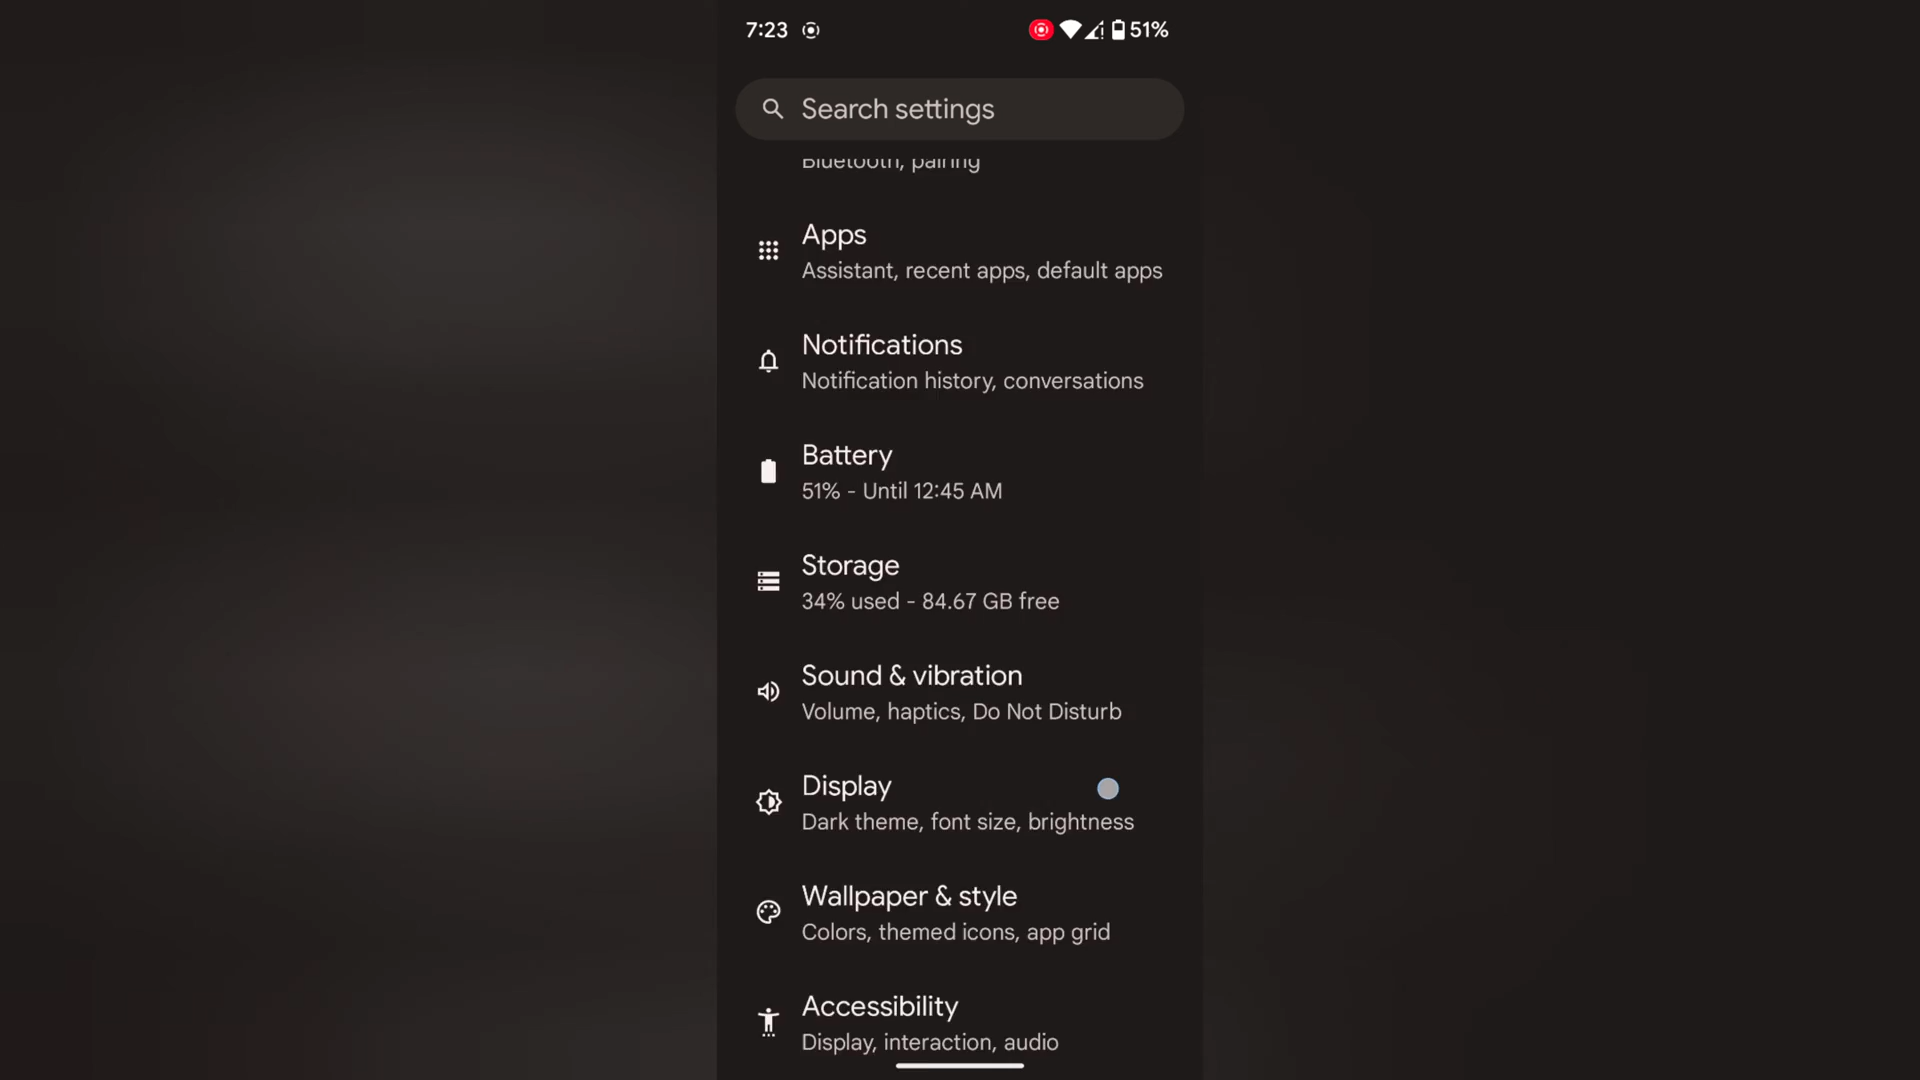 7:23 51%
Search settings
Bluetooth, pairing
Apps
Assistant, recent apps, default apps
Notifications
Notification history, conversations
Battery
51% - Until 12:45 AM
Storage
34% used - 84.67 GB free
Sound & vibration
Volume, haptics, Do Not Disturb
Display
Dark theme, font size, brightness
Wallpaper & style
Colors, themed icons, app grid
Accessibility
Display, interaction, audio